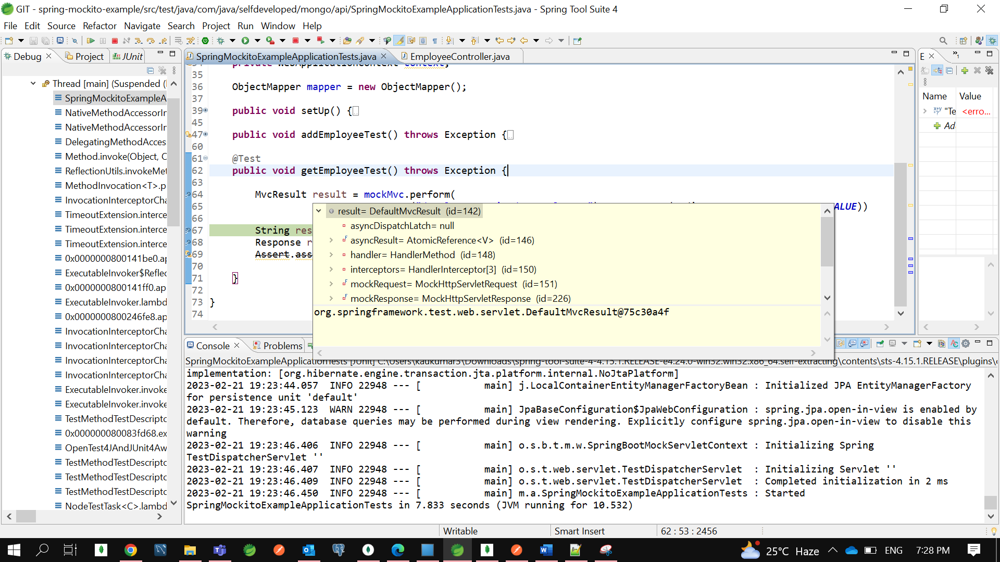 GIT - spring-mockito-example/src/test/java/com/java/selfdeveloped/mongo/api/SpringMockitoExampleApplicationTests.java - Spring Tool Suite 4
File Edit Source Refactor Navigate Search Project Run Window Help
Debug Project JUnit
SpringMockitoExampleApplicationTests.java EmployeeController.java
E
Thread [main] (Suspended (
SpringMockitoExampleA
NativeMethodAccessorIr
NativeMethodAccessorIr
DelegatingMethodAcces
Method.invoke(Object, C
ReflectionUtils.invokeMet
MethodInvocation<T>.p
InvocationInterceptorCha
TimeoutExtension.interce
TimeoutExtension.interce
TimeoutExtension.interce
0x0000000800141be0.ap
ExecutableInvoker$Reflec
0x0000000800141ff0.ap
ExecutableInvoker.lambd
0x0000000800246fe8.ap
InvocationInterceptorCha
InvocationInterceptorCha
InvocationInterceptorCha
InvocationInterceptorCha
ExecutableInvoker.invoke
ExecutableInvoker.invoke
TestMethodTestDescripto
0x000000080083fd68.ex
OpenTest4JAndJUnit4Aw
TestMethodTestDescripto
TestMethodTestDescripto
TestMethodTestDescripto
NodeTestTask<C>.lambd
34 private WebApplicationContext context;
35
36 ObjectMapper mapper = new ObjectMapper();
37
39 public void setUp() {
45
47 public void addEmployeeTest() throws Exception {
60
61 @Test
62 public void getEmployeeTest() throws Exception {
63
64 MvcResult result = mockMvc.perform(
65 ALUE))
67 String res
68 Response r
69 Assert.ass
70
71 }
72
73 }
74
result= DefaultMvcResult (id=142)
asyncDispatchLatch= null
asyncResult= AtomicReference<V> (id=146)
handler= HandlerMethod (id=148)
interceptors= HandlerInterceptor[3] (id=150)
mockRequest= MockHttpServletRequest (id=151)
mockResponse= MockHttpServletResponse (id=226)
org.springframework.test.web.servlet.DefaultMvcResult@75c30a4f
Name Value
"Te <erro...
Ad
Console Problems
SpringMockitoExampleApplicationTests [JUnit] C:\Users\kaukumar3\Downloads\spring-tool-suite-4-4.15.1.RELEASE-e4.24.0-win32.win32.x86_64.self-extracting\contents\sts-4.15.1.RELEASE\plugins\
implementation: [org.hibernate.engine.transaction.jta.platform.internal.NoJtaPlatform]
2023-02-21 19:23:44.057 INFO 22948 --- [ main] j.LocalContainerEntityManagerFactoryBean : Initialized JPA EntityManagerFactory
for persistence unit 'default'
2023-02-21 19:23:45.123 WARN 22948 --- [ main] JpaBaseConfiguration$JpaWebConfiguration : spring.jpa.open-in-view is enabled by
default. Therefore, database queries may be performed during view rendering. Explicitly configure spring.jpa.open-in-view to disable this
warning
2023-02-21 19:23:46.406 INFO 22948 --- [ main] o.s.b.t.m.w.SpringBootMockServletContext : Initializing Spring
TestDispatcherServlet ''
2023-02-21 19:23:46.407 INFO 22948 --- [ main] o.s.t.web.servlet.TestDispatcherServlet : Initializing Servlet ''
2023-02-21 19:23:46.409 INFO 22948 --- [ main] o.s.t.web.servlet.TestDispatcherServlet : Completed initialization in 2 ms
2023-02-21 19:23:46.450 INFO 22948 --- [ main] m.a.SpringMockitoExampleApplicationTests : Started
SpringMockitoExampleApplicationTests in 7.833 seconds (JVM running for 10.532)
Writable Smart Insert 62 : 53 : 2456
25°C Haze ENG 7:28 PM